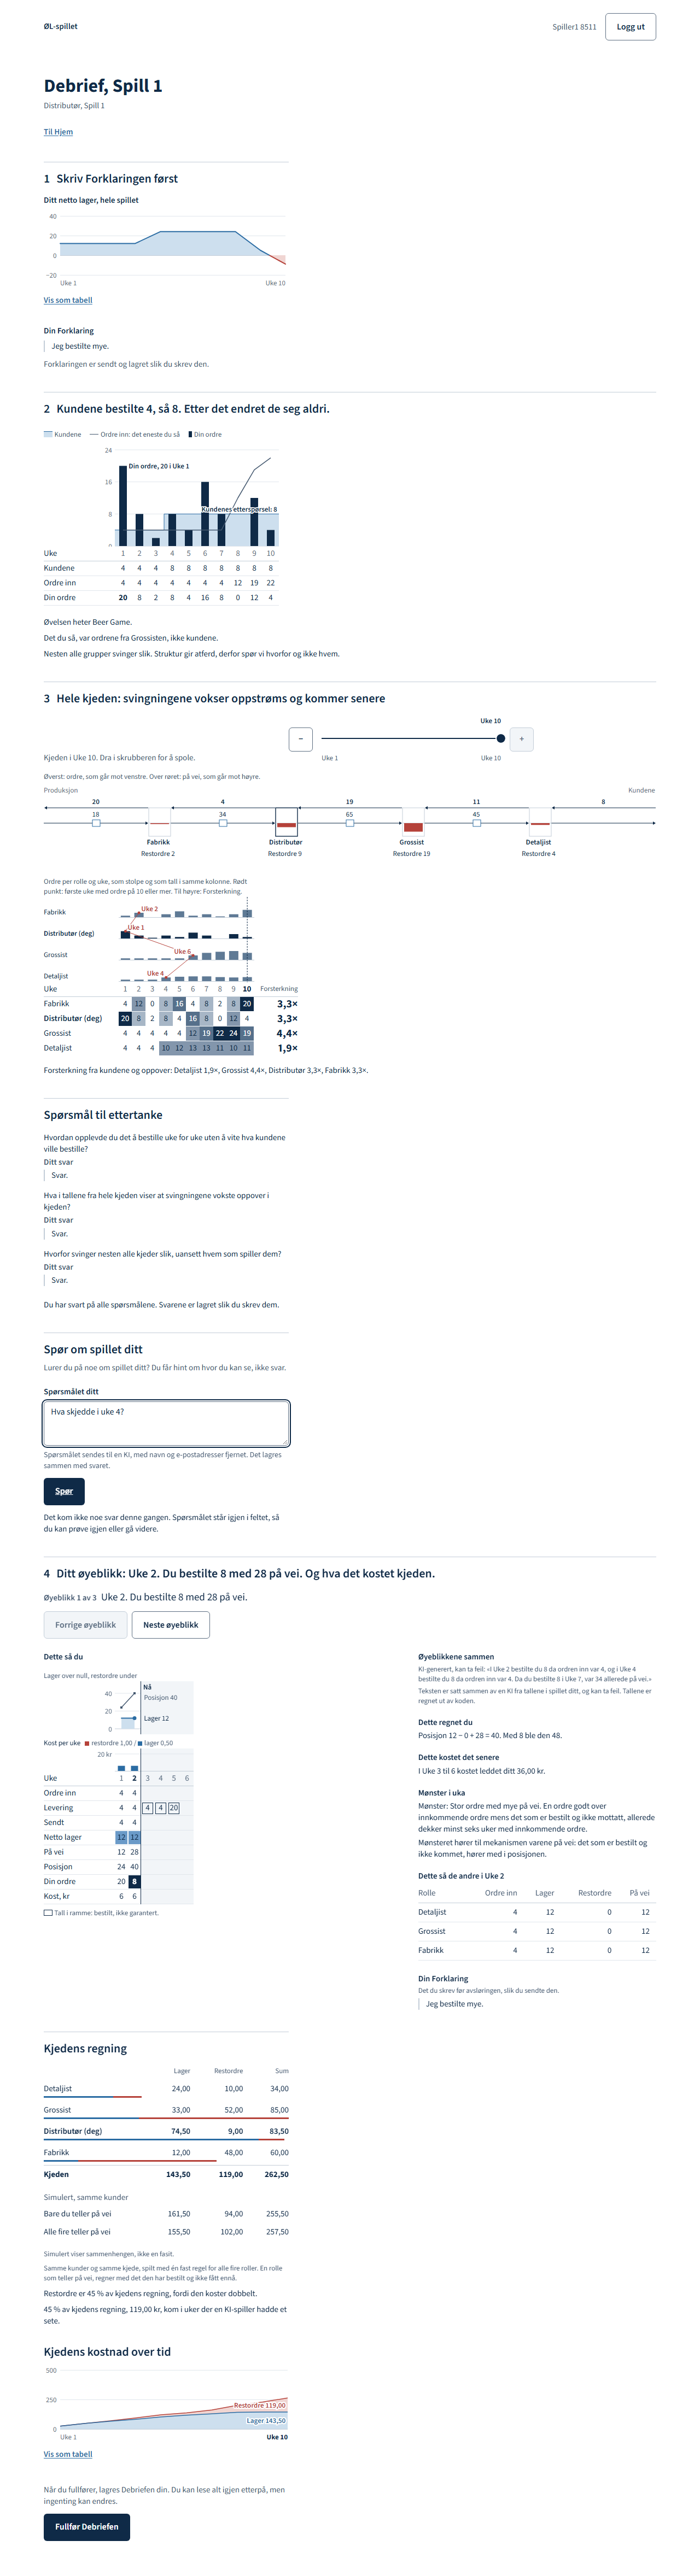 ØL-spillet
Spiller1 8511
Logg ut
Debrief, Spill 1
Distributør, Spill 1
Til Hjem
1 Skriv Forklaringen først
Ditt netto lager, hele spillet
40
20
0
−20
Uke 1
Uke 10
Vis som tabell
Din Forklaring
Jeg bestilte mye.
Forklaringen er sendt og lagret slik du skrev den.
2 Kundene bestilte 4, så 8. Etter det endret de seg aldri.
Kundene
Ordre inn: det eneste du så
Din ordre
24
16
8
0
Din ordre, 20 i Uke 1
Kundenes etterspørsel: 8
Uke 1 2 3 4 5 6 7 8 9 10
Kundene 4 4 4 8 8 8 8 8 8 8
Ordre inn 4 4 4 4 4 4 4 12 19 22
Din ordre 20 8 2 8 4 16 8 0 12 4
Øvelsen heter Beer Game.
Det du så, var ordrene fra Grossisten, ikke kundene.
Nesten alle grupper svinger slik. Struktur gir atferd, derfor spør vi hvorfor og ikke hvem.
3 Hele kjeden: svingningene vokser oppstrøms og kommer senere
Kjeden i Uke 10. Dra i skrubberen for å spole.
−
Uke 10
+
Uke 1
Uke 10
Øverst: ordre, som går mot venstre. Over røret: på vei, som går mot høyre.
Produksjon
Kundene
20 4 19 11 8
18 34 65 45
Fabrikk Distributør Grossist Detaljist
Restordre 2 Restordre 9 Restordre 19 Restordre 4
Ordre per rolle og uke, som stolpe og som tall i samme kolonne. Rødt
punkt: første uke med ordre på 10 eller mer. Til høyre: Forsterkning.
Fabrikk
Uke 2
Distributør (deg)
Uke 1
Grossist
Uke 6
Detaljist
Uke 4
Uke 1 2 3 4 5 6 7 8 9 10 Forsterkning
Fabrikk 4 12 0 8 16 4 8 2 8 20 3,3×
Distributør (deg) 20 8 2 8 4 16 8 0 12 4 3,3×
Grossist 4 4 4 4 4 12 19 22 24 19 4,4×
Detaljist 4 4 4 10 12 13 13 11 10 11 1,9×
Forsterkning fra kundene og oppover: Detaljist 1,9×, Grossist 4,4×, Distributør 3,3×, Fabrikk 3,3×.
Spørsmål til ettertanke
Hvordan opplevde du det å bestille uke for uke uten å vite hva kundene
ville bestille?
Ditt svar
Svar.
Hva i tallene fra hele kjeden viser at svingningene vokste oppover i
kjeden?
Ditt svar
Svar.
Hvorfor svinger nesten alle kjeder slik, uansett hvem som spiller dem?
Ditt svar
Svar.
Du har svart på alle spørsmålene. Svarene er lagret slik du skrev dem.
Spør om spillet ditt
Lurer du på noe om spillet ditt? Du får hint om hvor du kan se, ikke svar.
Spørsmålet ditt
Hva skjedde i uke 4?
Spørsmålet sendes til en KI, med navn og e-postadresser fjernet. Det lagres
sammen med svaret.
Spør
Det kom ikke noe svar denne gangen. Spørsmålet står igjen i feltet, så
du kan prøve igjen eller gå videre.
4 Ditt øyeblikk: Uke 2. Du bestilte 8 med 28 på vei. Og hva det kostet kjeden.
Øyeblikk 1 av 3 Uke 2. Du bestilte 8 med 28 på vei.
Forrige øyeblikk
Neste øyeblikk
Dette så du
Lager over null, restordre under
Nå
40
20
0
Posisjon 40
Lager 12
Kost per uke restordre 1,00 / lager 0,50
20 kr
Uke 1 2 3 4 5 6
Ordre inn 4 4
Levering 4 4 4 4 20
Sendt 4 4
Netto lager 12 12
På vei 12 28
Posisjon 24 40
Din ordre 20 8
Kost, kr 6 6
Tall i ramme: bestilt, ikke garantert.
Øyeblikkene sammen
KI-generert, kan ta feil: «I Uke 2 bestilte du 8 da ordren inn var 4, og i Uke 4
bestilte du 8 da ordren inn var 4. Da du bestilte 8 i Uke 7, var 34 allerede på vei.»
Teksten er satt sammen av en KI fra tallene i spillet ditt, og kan ta feil. Tallene er
regnet ut av koden.
Dette regnet du
Posisjon 12 − 0 + 28 = 40. Med 8 ble den 48.
Dette kostet det senere
I Uke 3 til 6 kostet leddet ditt 36,00 kr.
Mønster i uka
Mønster: Stor ordre med mye på vei. En ordre godt over
innkommende ordre mens det som er bestilt og ikke mottatt, allerede
dekker minst seks uker med innkommende ordre.
Mønsteret hører til mekanismen varene på vei: det som er bestilt og
ikke kommet, hører med i posisjonen.
Dette så de andre i Uke 2
Rolle Ordre inn Lager Restordre På vei
Detaljist 4 12 0 12
Grossist 4 12 0 12
Fabrikk 4 12 0 12
Din Forklaring
Det du skrev før avsløringen, slik du sendte den.
Jeg bestilte mye.
Kjedens regning
Lager Restordre Sum
Detaljist 24,00 10,00 34,00
Grossist 33,00 52,00 85,00
Distributør (deg) 74,50 9,00 83,50
Fabrikk 12,00 48,00 60,00
Kjeden 143,50 119,00 262,50
Simulert, samme kunder
Bare du teller på vei 161,50 94,00 255,50
Alle fire teller på vei 155,50 102,00 257,50
Simulert viser sammenhengen, ikke en fasit.
Samme kunder og samme kjede, spilt med én fast regel for alle fire roller. En rolle
som teller på vei, regner med det den har bestilt og ikke fått ennå.
Restordre er 45 % av kjedens regning, fordi den koster dobbelt.
45 % av kjedens regning, 119,00 kr, kom i uker der en KI-spiller hadde et
sete.
Kjedens kostnad over tid
500
250
0
Restordre 119,00
Lager 143,50
Uke 1
Uke 10
Vis som tabell
Når du fullfører, lagres Debriefen din. Du kan lese alt igjen etterpå, men
ingenting kan endres.
Fullfør Debriefen